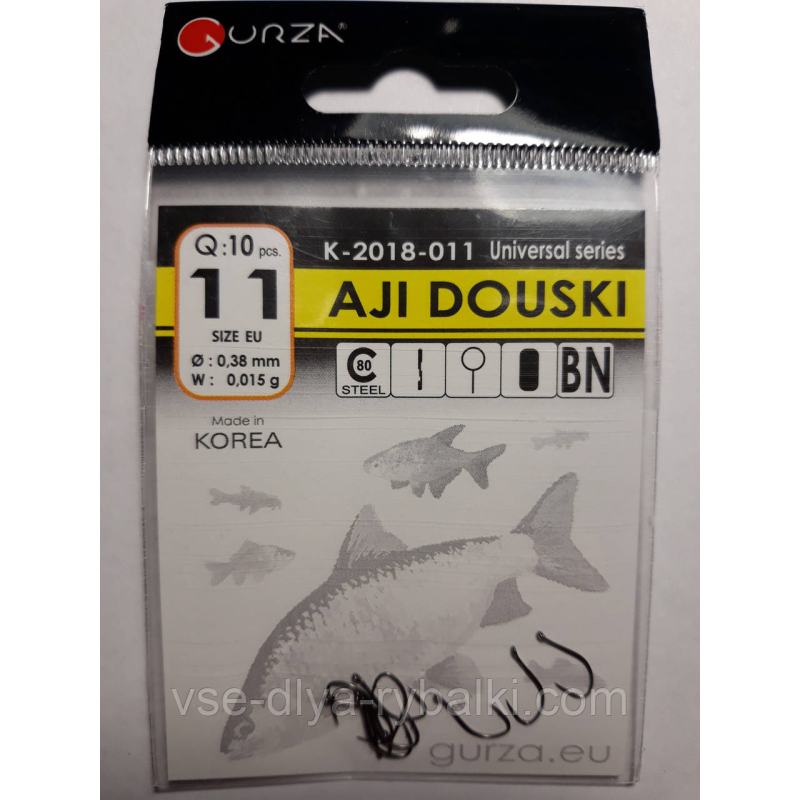 GURZA®
Q:10 pcs.
11
SIZE EU
Ø : 0,38 mm
W : 0,015 g
K-2018-011 Universal series
AJI DOUSKI
C 80 STEEL
BN
Made in
KOREA
vse-dlya-rybalki.com
gurza.eu